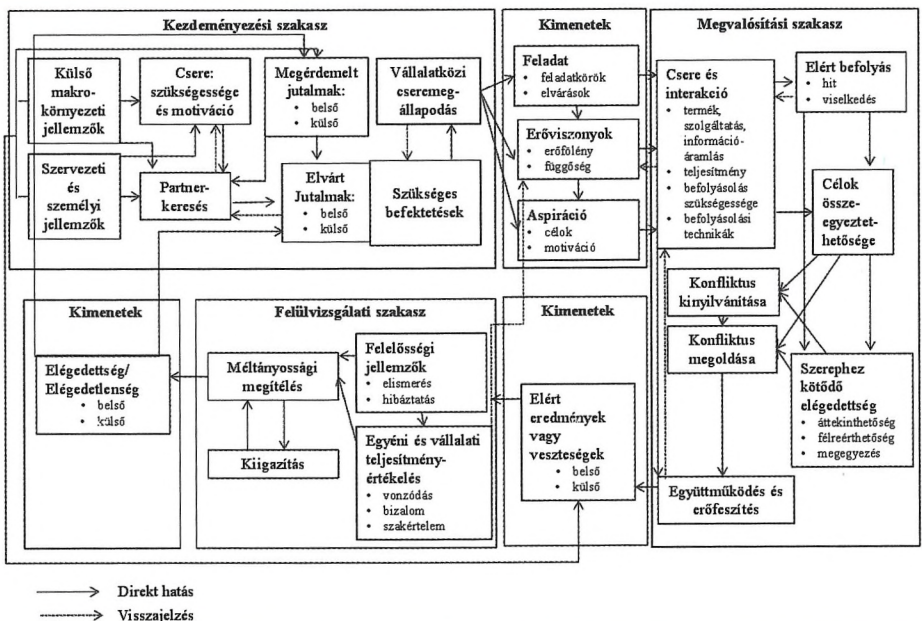 Kezdeményezési szakasz
Külső
makro-
környezeti
jellemzők
Csere:
szükségessége
és motiváció
Megérdemelt
jutalmak:
• belső
• külső
Vállalatközi
cseremeg-
állapodás
Szervezeti
és
személyi
jellemzők
Partner-
keresés
Elvárt
Jutalmak:
• belső
• külső
Szükséges
befektetések
Kimenetek
Feladat
• feladatkörök
• elvárások
Erőviszonyok
• erőfölény
• függőség
Aspiráció
• célok
• motiváció
Megvalósítási szakasz
Csere és
interakció
• termék,
szolgáltatás,
információ-
áramlás
• teljesítmény
• befolyásolás
szükségessége
• befolyásolási
technikák
Elért befolyás
• hit
• viselkedés
Célok
össze-
egyeztet-
hetősége
Konfliktus
kinyilvánítása
Konfliktus
megoldása
Szerephez
kötődő
elégedettség
• áttekinthetőség
• félreérthetőség
• megegyezés
Együttműködés és
erőfeszítés
Kimenetek
Elégedettség/
Elégedetlenség
• belső
• külső
Felülvizsgálati szakasz
Méltányossági
megítélés
Kiigazítás
Felelősségi
jellemzők
• elismerés
• hibáztatás
Egyéni és vállalati
teljesítmény-
értékelés
• vonzódás
• bizalom
• szakértelem
Kimenetek
Elért
eredmények
vagy
veszteségek
• belső
• külső
Direkt hatás
Visszajelzés